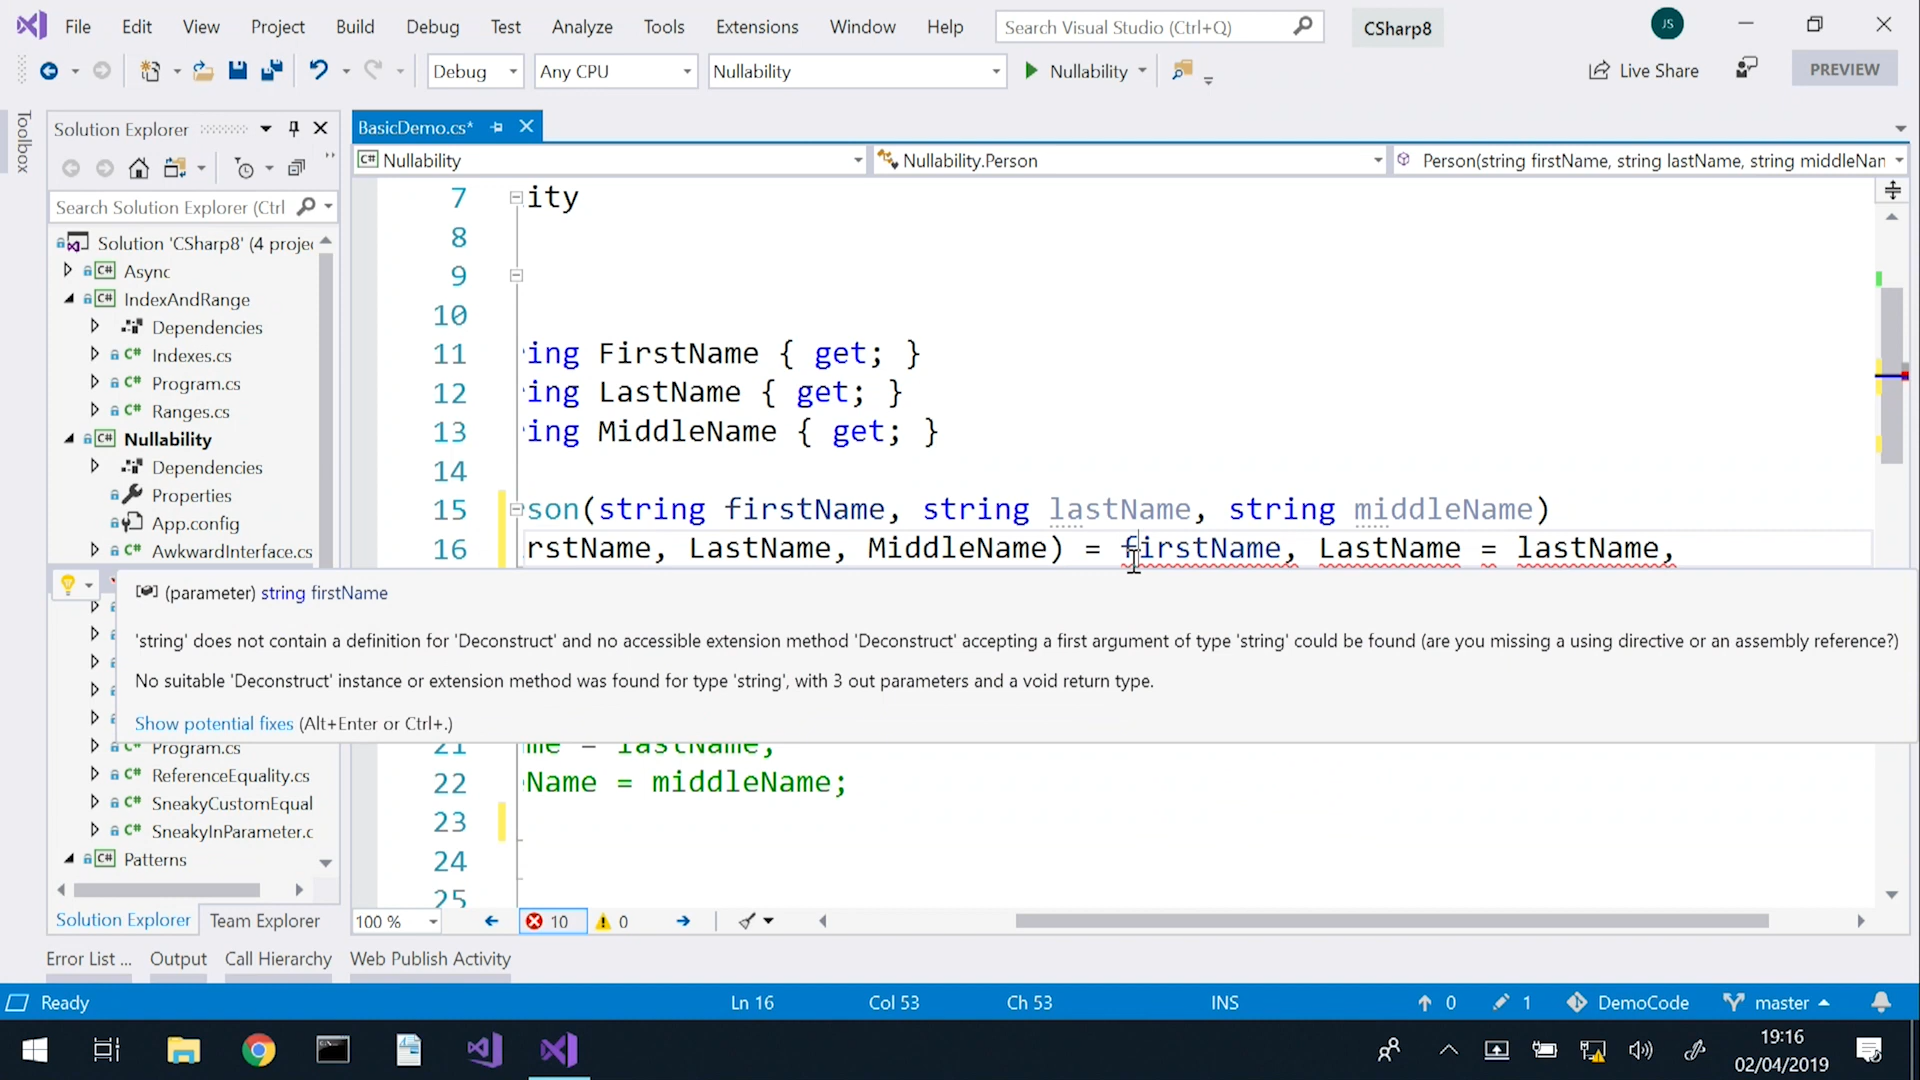 File Edit View Project Build Debug Test Analyze Tools Extensions Window Help Search Visual Studio (Ctrl+Q) CSharp8 JS
Debug Any CPU Nullability Nullability Live Share PREVIEW
Toolbox
Solution Explorer
Search Solution Explorer (Ctrl
Solution 'CSharp8' (4 proje
Async
IndexAndRange
Dependencies
Indexes.cs
Program.cs
Ranges.cs
Nullability
Dependencies
Properties
App.config
AwkwardInterface.cs
Program.cs
ReferenceEquality.cs
SneakyCustomEqual
SneakyInParameter.c
Patterns
Solution Explorer Team Explorer
BasicDemo.cs*
Nullability Nullability.Person Person(string firstName, string lastName, string middleNan
7 ity
8
9
10
11 ing FirstName { get; }
12 ing LastName { get; }
13 ing MiddleName { get; }
14
15 son(string firstName, string lastName, string middleName)
16 rstName, LastName, MiddleName) = firstName, LastName = lastName,
(parameter) string firstName
'string' does not contain a definition for 'Deconstruct' and no accessible extension method 'Deconstruct' accepting a first argument of type 'string' could be found (are you missing a using directive or an assembly reference?)
No suitable 'Deconstruct' instance or extension method was found for type 'string', with 3 out parameters and a void return type.
Show potential fixes (Alt+Enter or Ctrl+.)
21 me = lastName;
22 Name = middleName;
23
24
25
100 % 10 0
Error List ... Output Call Hierarchy Web Publish Activity
Ready Ln 16 Col 53 Ch 53 INS 0 1 DemoCode master
19:16
02/04/2019